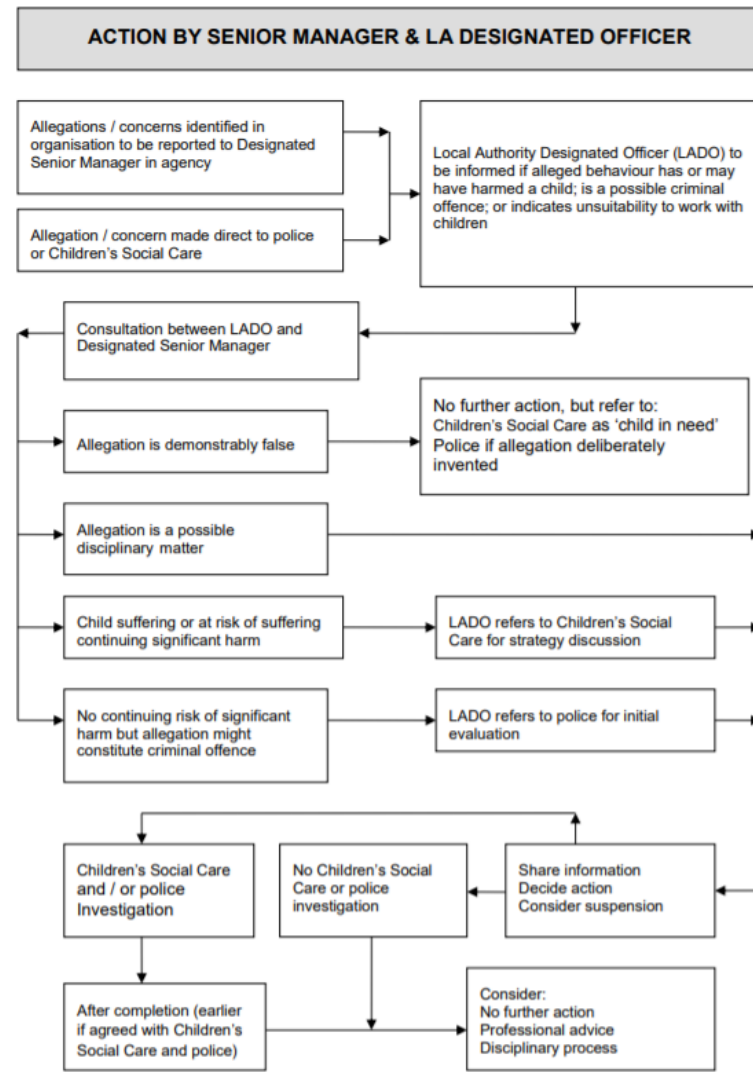 ACTION BY SENIOR MANAGER & LA DESIGNATED OFFICER
Allegations / concerns identified in
organisation to be reported to Designated
Senior Manager in agency
Local Authority Designated Officer (LADO) to
be informed if alleged behaviour has or may
have harmed a child; is a possible criminal
offence; or indicates unsuitability to work with
children
Allegation / concern made direct to police
or Children's Social Care
Consultation between LADO and
Designated Senior Manager
Allegation is demonstrably false
No further action, but refer to:
Children's Social Care as 'child in need'
Police if allegation deliberately
invented
Allegation is a possible
disciplinary matter
Child suffering or at risk of suffering
continuing significant harm
LADO refers to Children's Social
Care for strategy discussion
No continuing risk of significant
harm but allegation might
constitute criminal offence
LADO refers to police for initial
evaluation
Children's Social Care
and / or police
Investigation
No Children's Social
Care or police
investigation
Share information
Decide action
Consider suspension
After completion (earlier
if agreed with Children's
Social Care and police)
Consider:
No further action
Professional advice
Disciplinary process